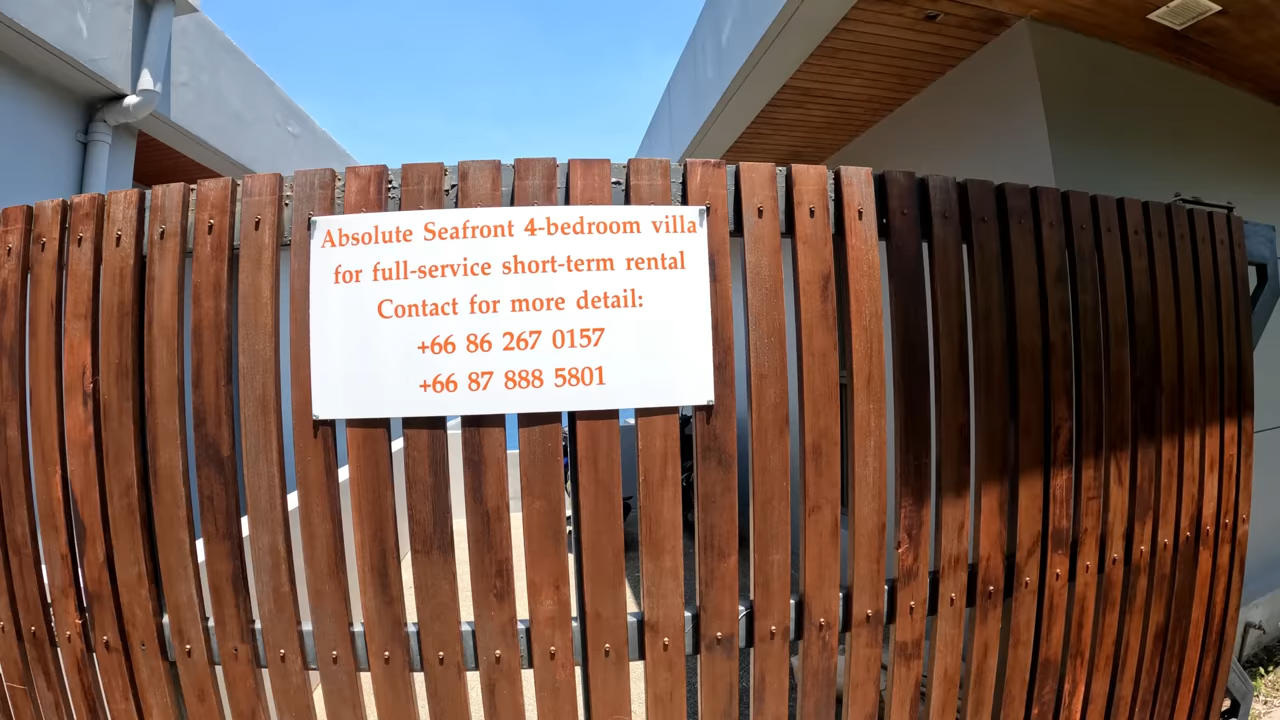 Absolute Seafront 4-bedroom villa
for full-service short-term rental
Contact for more detail:
+66 86 267 0157
+66 87 888 5801